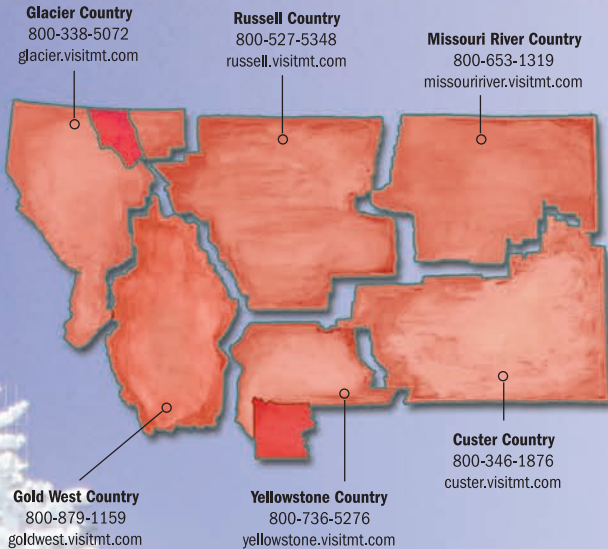 Glacier Country
800-338-5072
glacier.visitmt.com
Russell Country
800-527-5348
russell.visitmt.com
Missouri River Country
800-653-1319
missouririver.visitmt.com
Gold West Country
800-879-1159
goldwest.visitmt.com
Yellowstone Country
800-736-5276
yellowstone.visitmt.com
Custer Country
800-346-1876
custer.visitmt.com